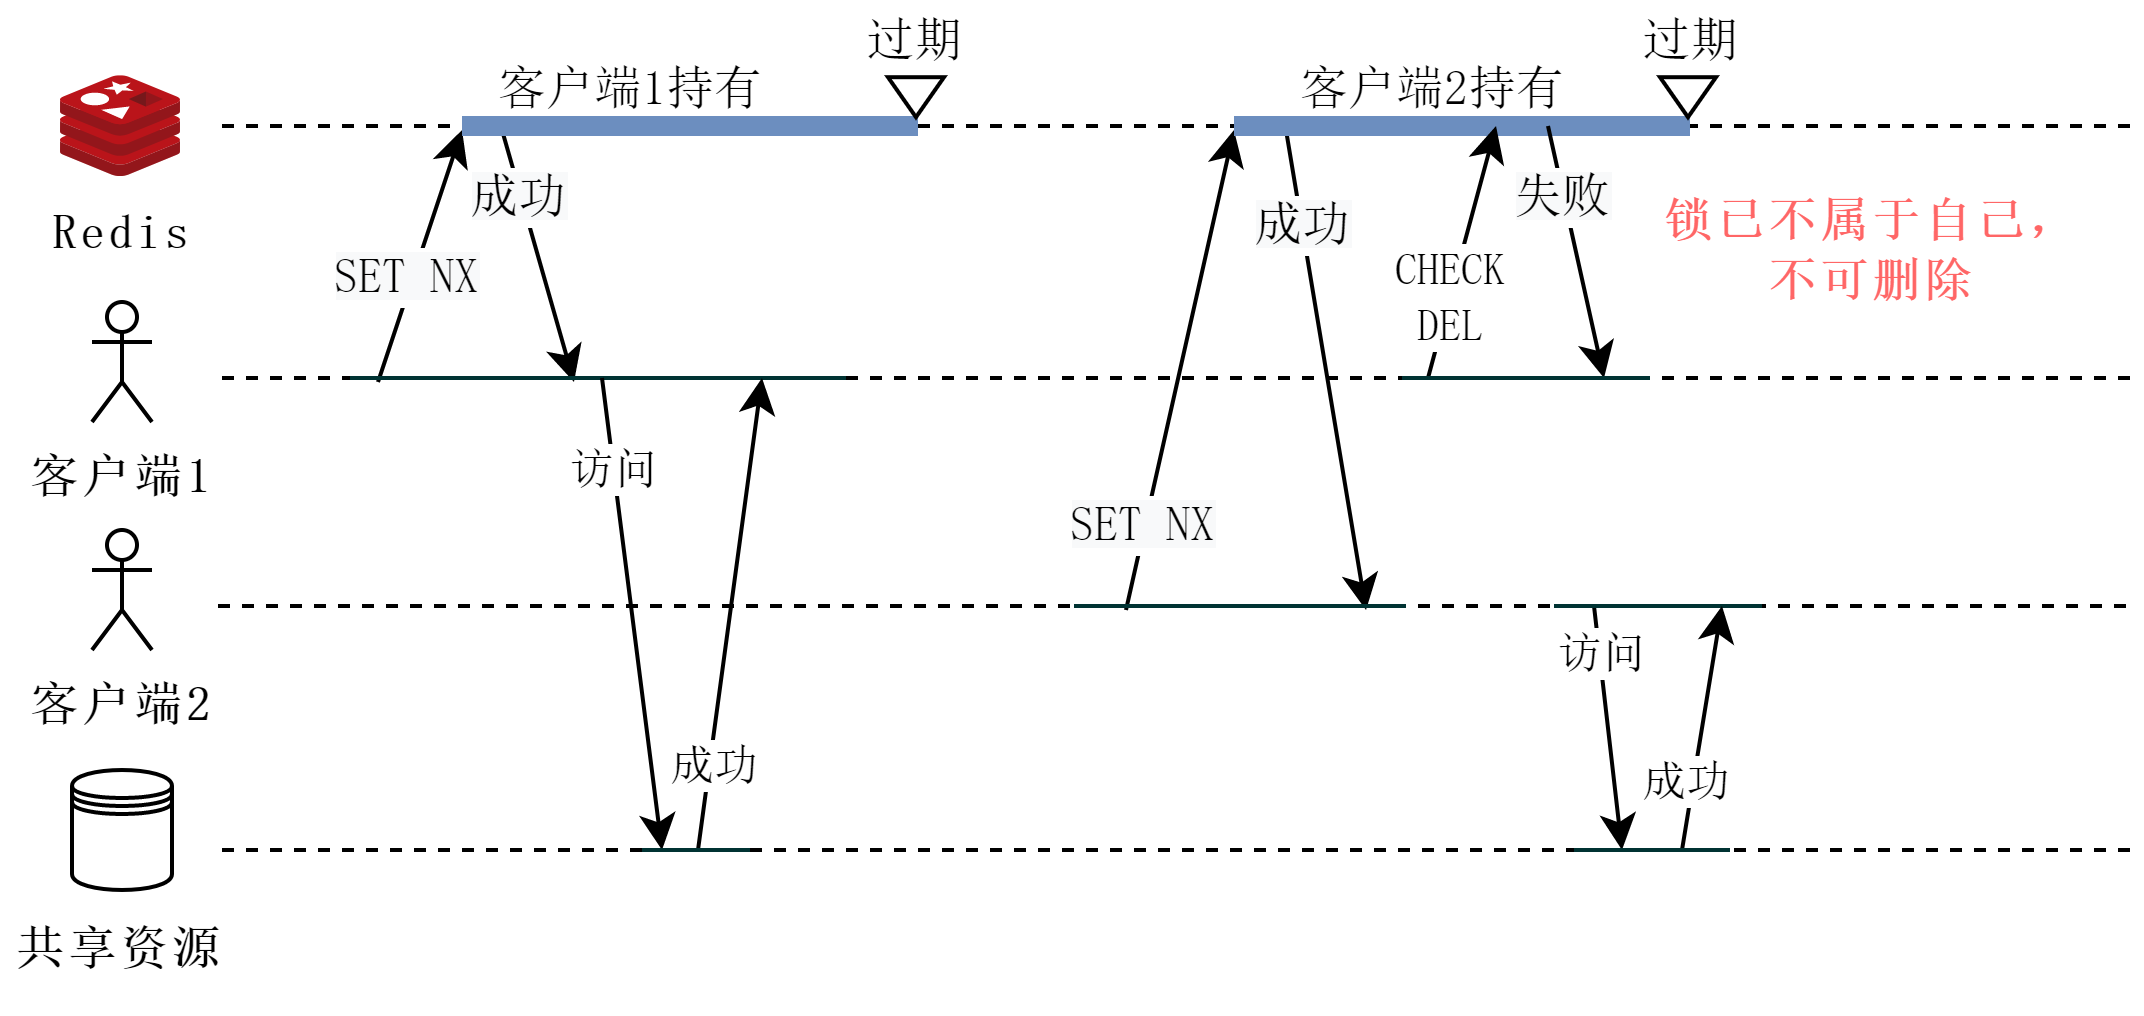 过期
过期
客户端1持有
客户端2持有
成功
失败
成功
锁已不属于自己，
不可删除
Redis
SET NX
CHECK
DEL
客户端1
访问
SET NX
客户端2
访问
成功
成功
共享资源